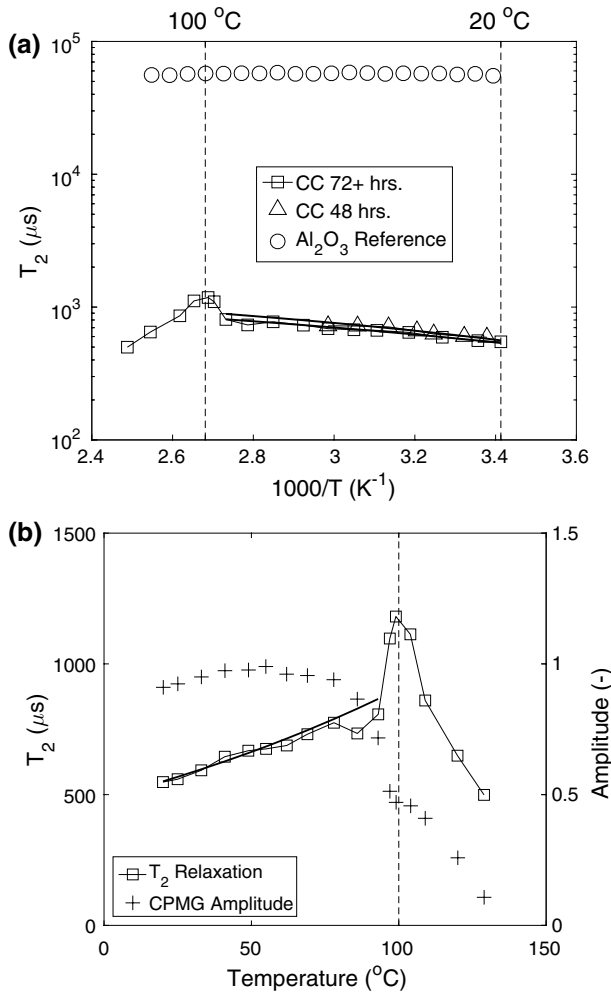 100 °C 20 °C
(a)
10⁵
10⁴
10³
10²
T₂ (μs)
CC 72+ hrs.
CC 48 hrs.
Al₂O₃ Reference
2.4 2.6 2.8 3 3.2 3.4 3.6
1000/T (K⁻¹)
(b)
1500
1000
500
0
T₂ (μs)
1.5
1
0.5
0
Amplitude (-)
T₂ Relaxation
CPMG Amplitude
0 50 100 150
Temperature (°C)